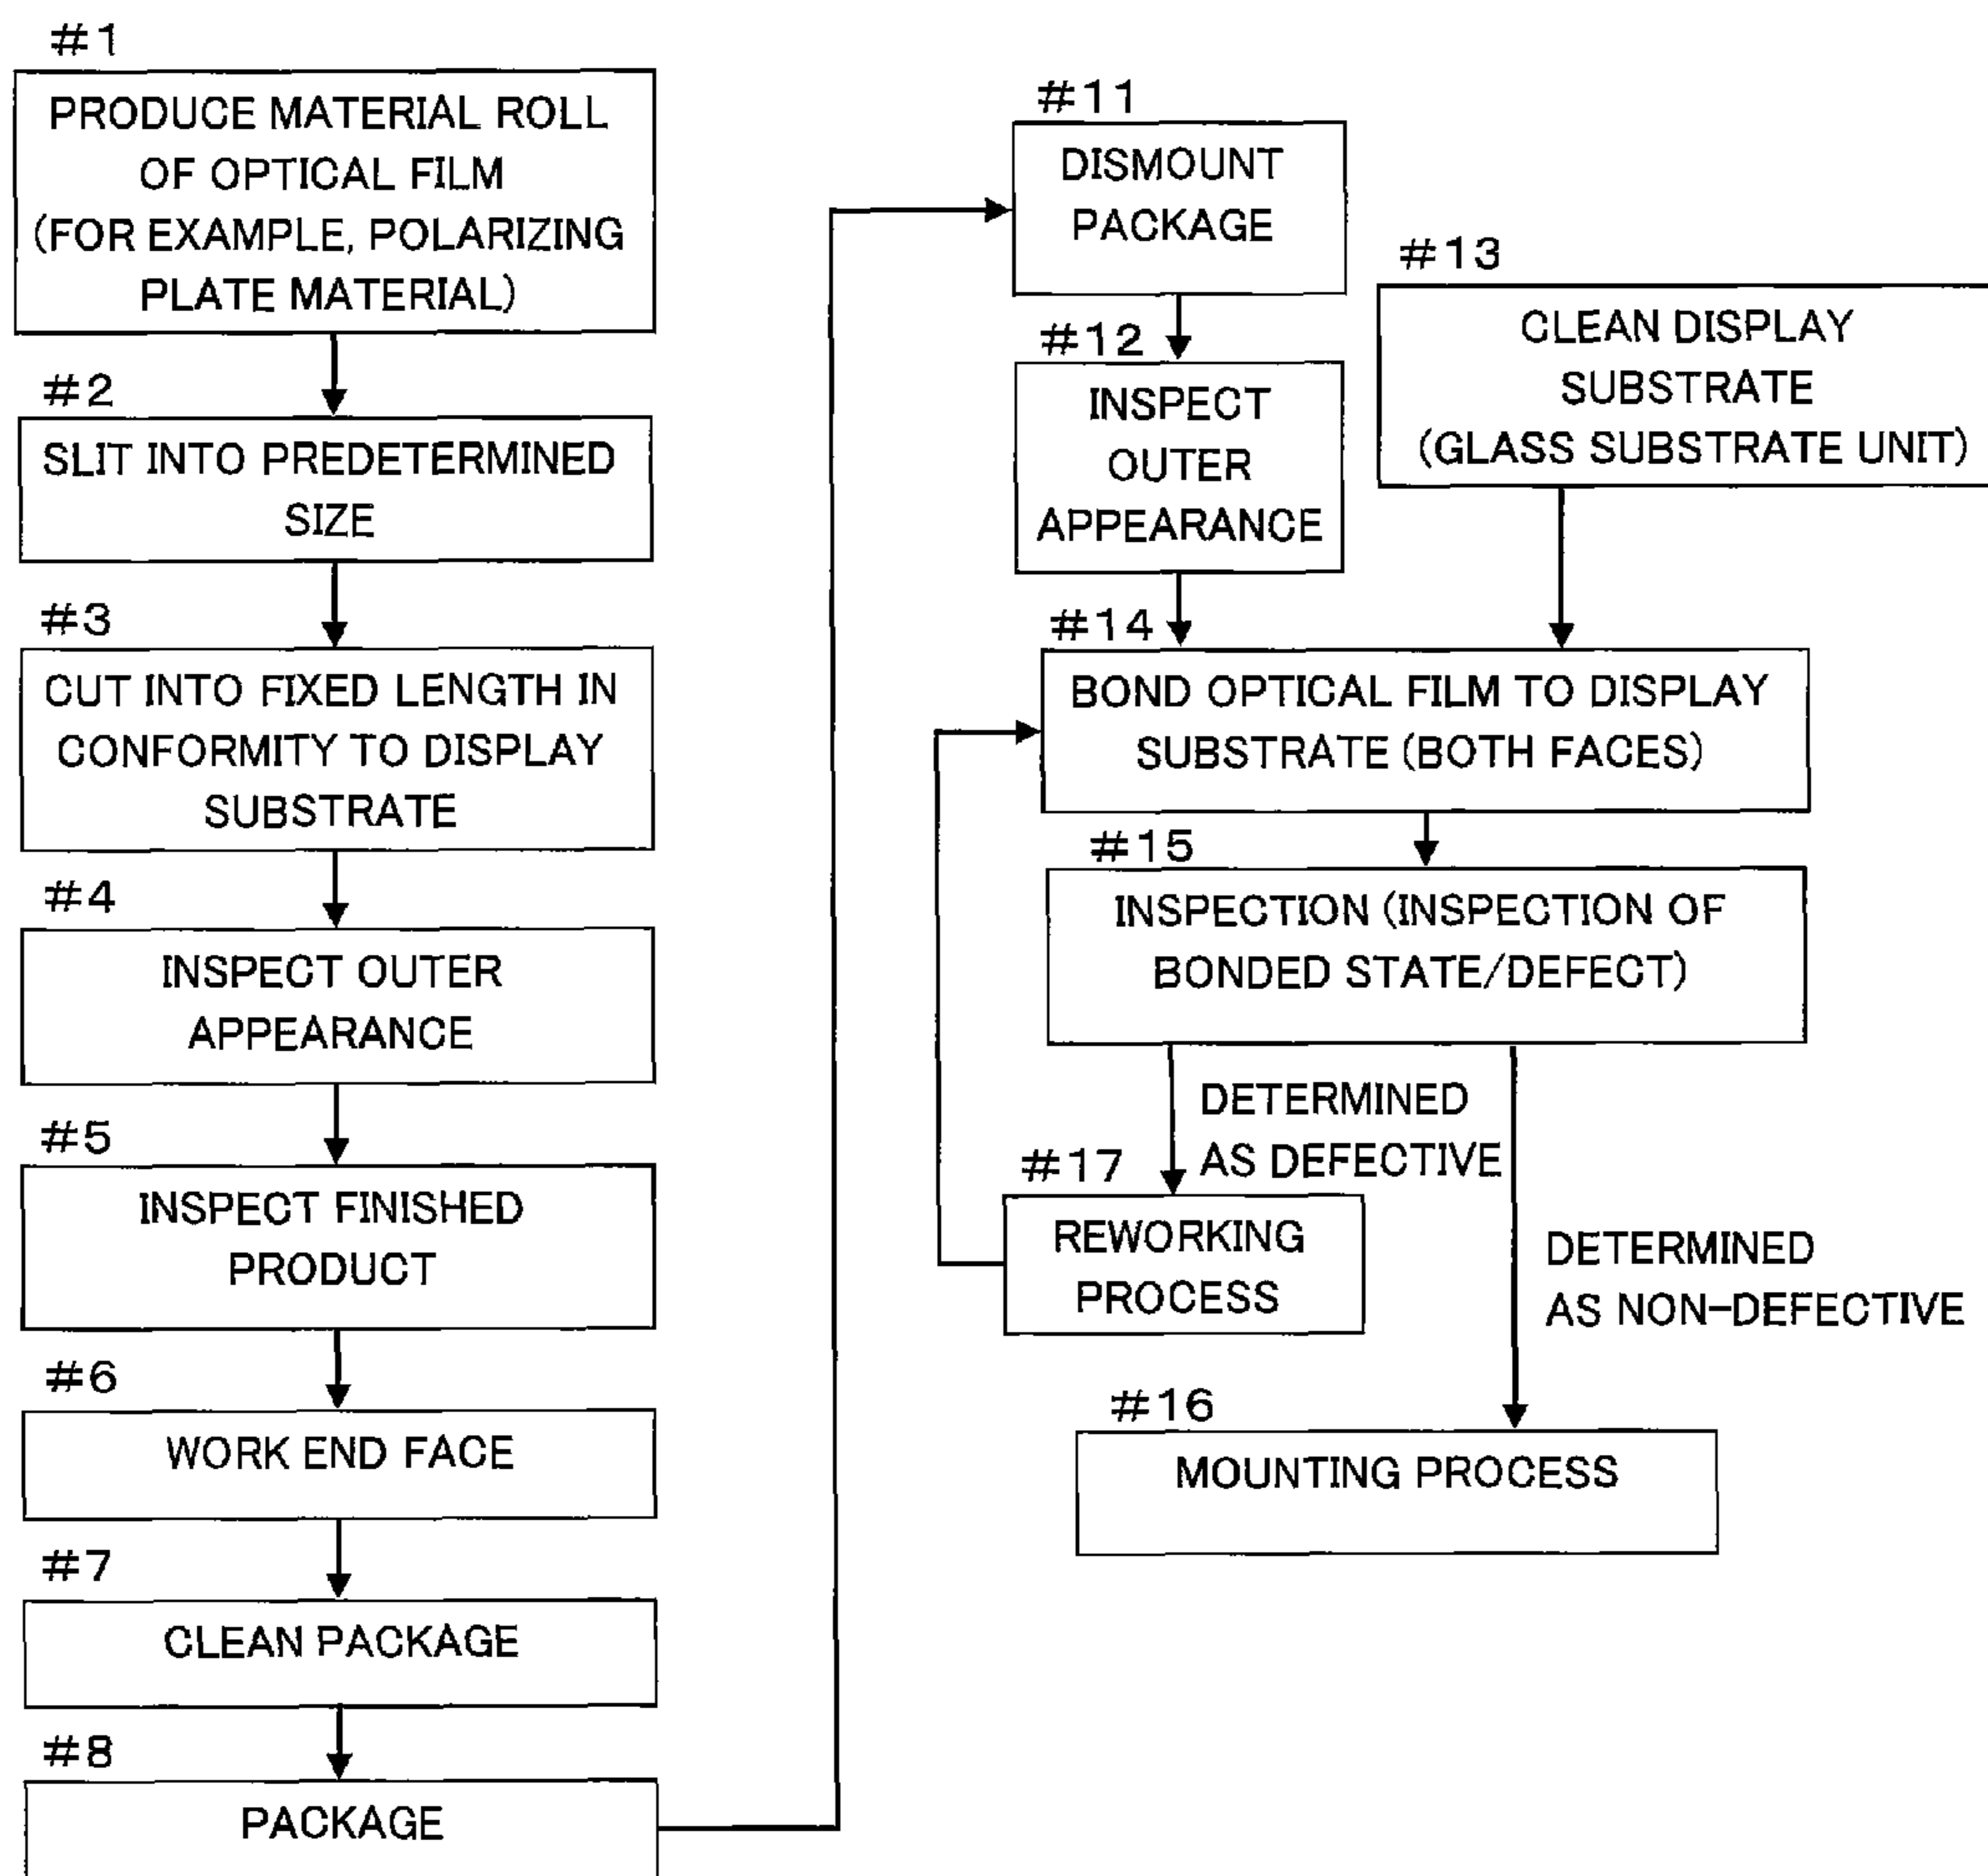 #1
PRODUCE MATERIAL ROLL
OF OPTICAL FILM
(FOR EXAMPLE, POLARIZING
PLATE MATERIAL)
#2
SLIT INTO PREDETERMINED
SIZE
#3
CUT INTO FIXED LENGTH IN
CONFORMITY TO DISPLAY
SUBSTRATE
#4
INSPECT OUTER
APPEARANCE
#5
INSPECT FINISHED
PRODUCT
#6
WORK END FACE
#7
CLEAN PACKAGE
#8
PACKAGE
#11
DISMOUNT
PACKAGE
#12
INSPECT
OUTER
APPEARANCE
#13
CLEAN DISPLAY
SUBSTRATE
(GLASS SUBSTRATE UNIT)
#14
BOND OPTICAL FILM TO DISPLAY
SUBSTRATE (BOTH FACES)
#15
INSPECTION (INSPECTION OF
BONDED STATE/DEFECT)
DETERMINED
AS DEFECTIVE
#17
REWORKING
PROCESS
DETERMINED
AS NON-DEFECTIVE
#16
MOUNTING PROCESS